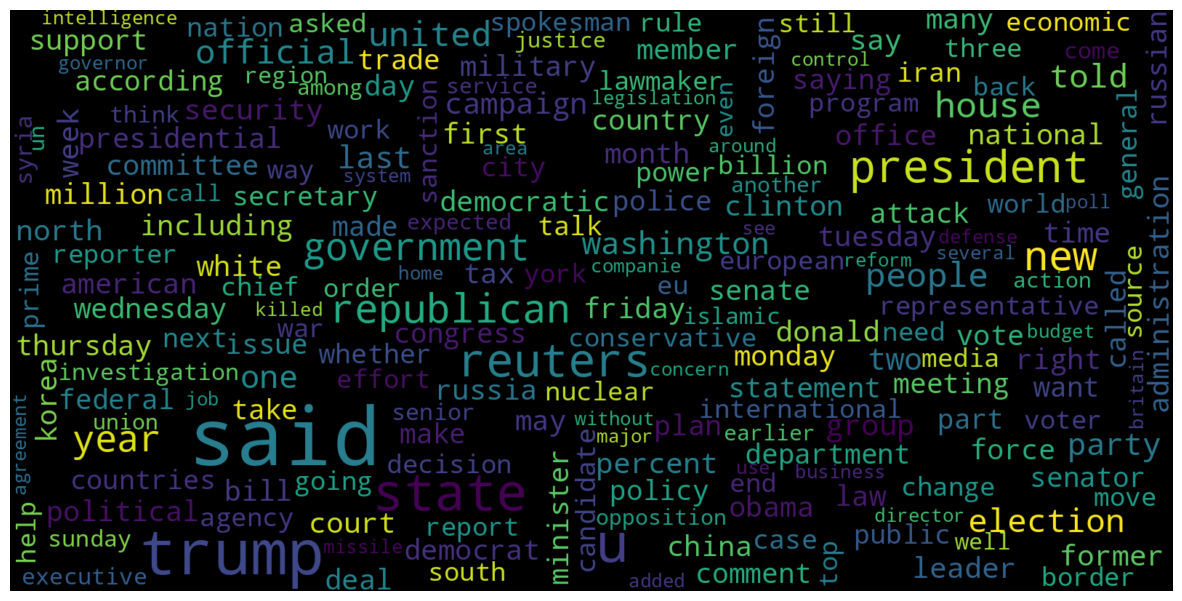 intelligence
nation
asked
united
spokesman
rule
many
economic
support
official
trade
justice
member
still
say
three
come
russian
governor
according
region
among
day
military
service
lawmaker
control
saying
iran
back
told
think
security
campaign
legislation
country
even
foreign
program
house
general
syria
un
week
presidential
work
sanction
first
area
city
month
around
office
national
committee
way
last
system
power
billion
another
president
million
call
secretary
democratic
police
clinton
attack
world
poll
north
including
made
expected
talk
washington
see
tuesday
defense
time
administration
reporter
white
government
home
companie
european
reform
people
several
new
prime
american
chief
order
tax
york
eu
senate
action
source
called
wednesday
killed
republican
friday
islamic
representative
donald
need
vote
budget
thursday
next
issue
war
whether
congress
conservative
monday
two
media
right
korea
investigation
one
effort
reuters
concern
russia
nuclear
statement
meeting
want
britain
federal
job
take
senior
may
without
international
part
voter
agreement
union
year
said
make
major
plan
earlier
group
force
party
countries
bill
going
decision
minister
candidate
percent
department
use
business
senator
move
help
political
agency
state
policy
end
obama
law
change
sunday
court
report
opposition
director
election
trump
missile
democrat
u
china
case
top
public
well
former
executive
deal
south
added
comment
leader
border